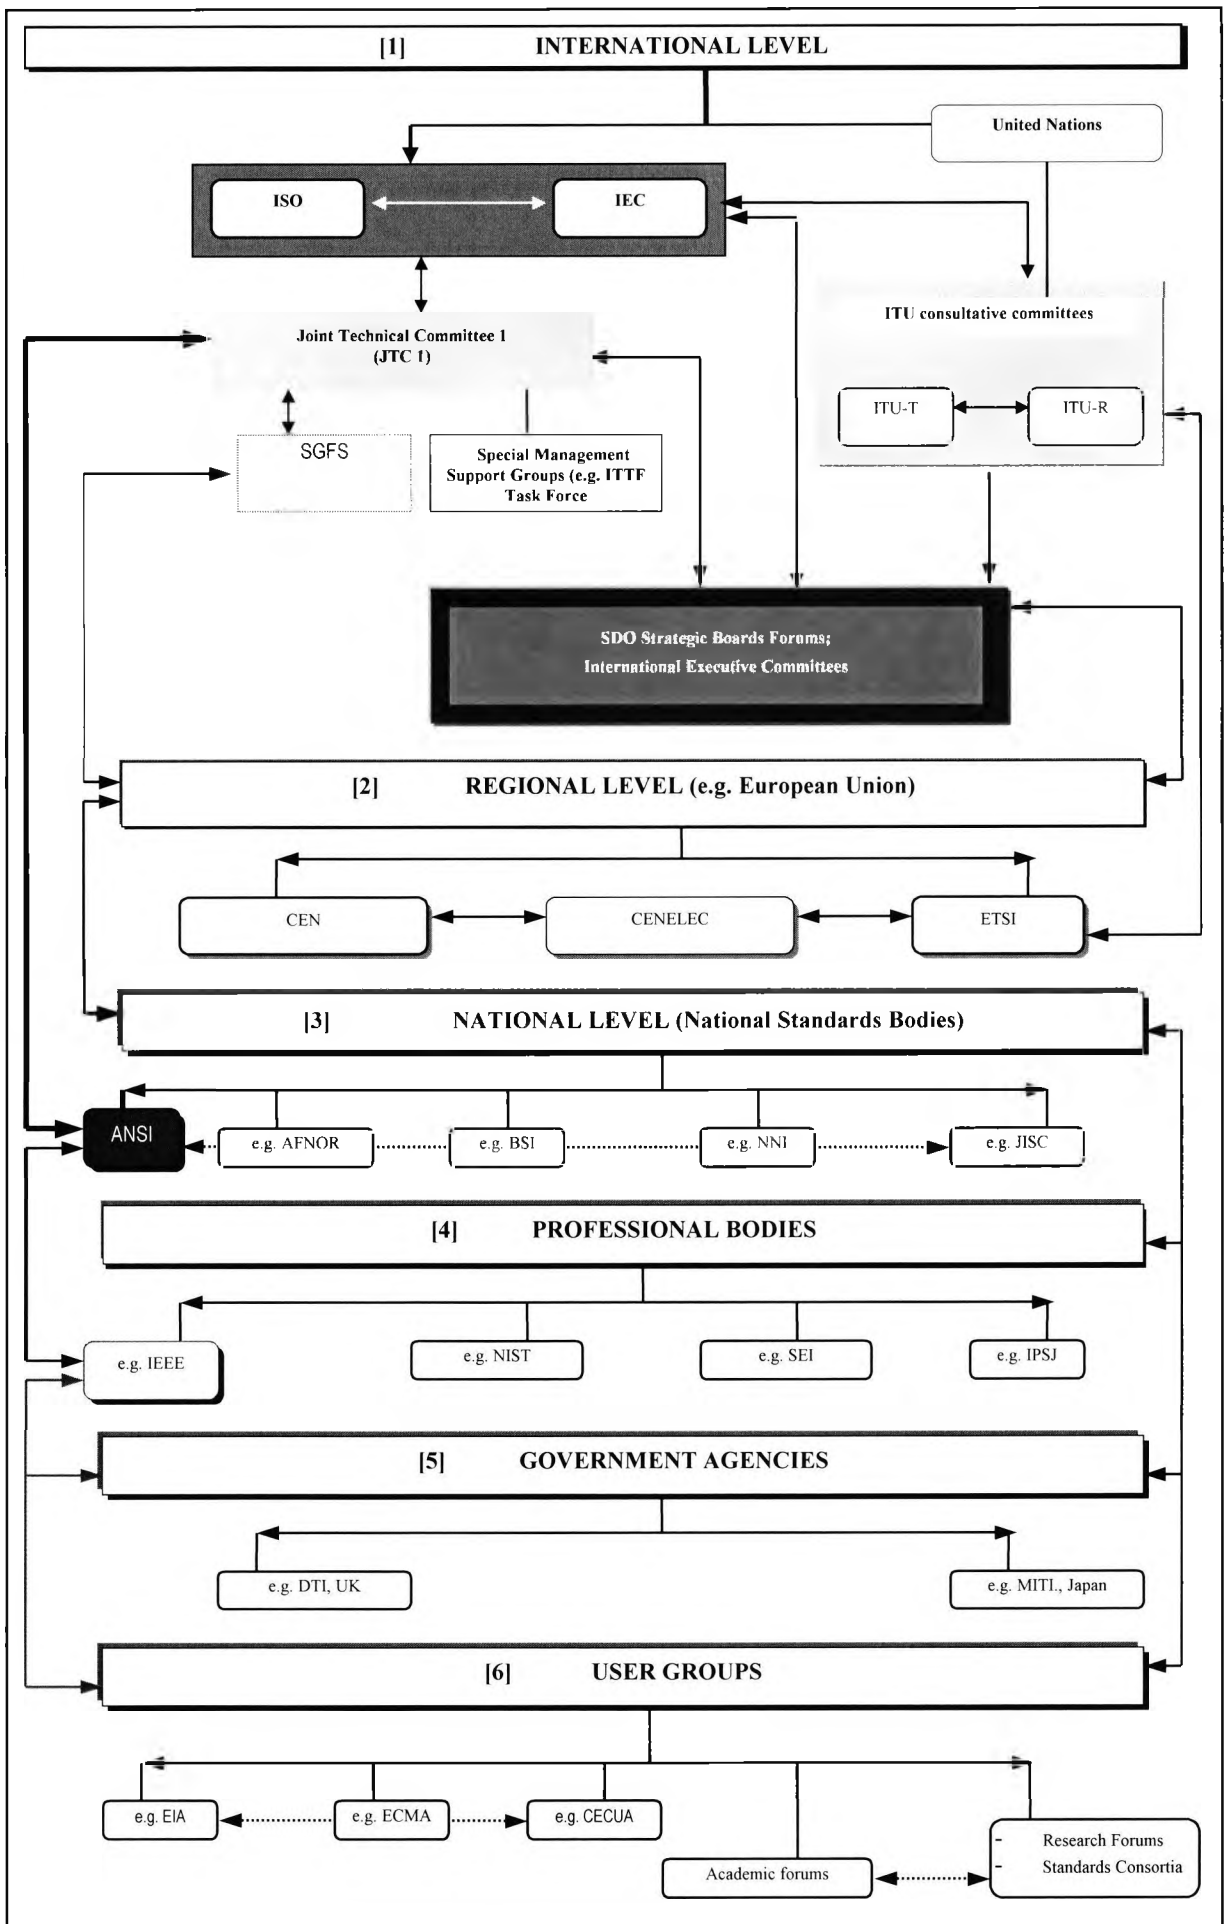 [1] INTERNATIONAL LEVEL
United Nations
ISO
IEC
ITU consultative committees
Joint Technical Committee 1
(JTC 1)
ITU-T
ITU-R
SGFS
Special Management
Support Groups (e.g. ITTF
Task Force
SDO Strategic Boards Forums;
International Executive Committees
[2] REGIONAL LEVEL (e.g. European Union)
CEN
CENELEC
ETSI
[3] NATIONAL LEVEL (National Standards Bodies)
ANSI
e.g. AFNOR
e.g. BSI
e.g. NNI
e.g. JISC
[4] PROFESSIONAL BODIES
e.g. IEEE
e.g. NIST
e.g. SEI
e.g. IPSJ
[5] GOVERNMENT AGENCIES
e.g. DTI, UK
e.g. MITI., Japan
[6] USER GROUPS
e.g. EIA
e.g. ECMA
e.g. CECUA
Academic forums
- Research Forums
- Standards Consortia